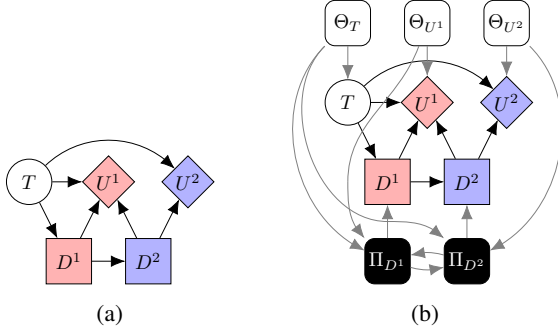 Θ_T Θ_{U^1} Θ_{U^2}
T U^1 U^2
D^1 D^2
Π_{D^1} Π_{D^2}
T U^1 U^2
D^1 D^2
(a) (b)